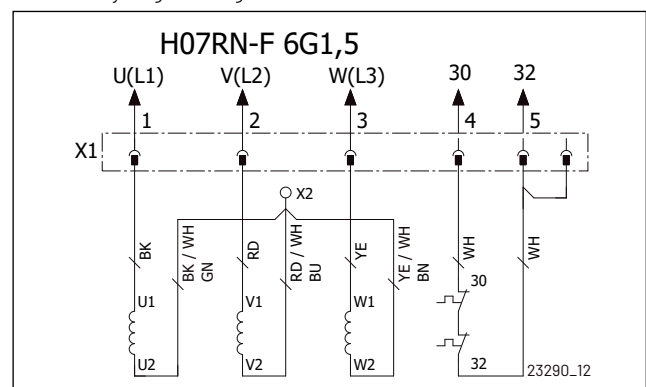 H07RN-F 6G1,5
U(L1) V(L2) W(L3) 30 32
1 2 3 4 5
X1
X2
BK BK / WH GN RD RD / WH BU YE YE / WH BN WH WH
U1 V1 W1 30
U2 V2 W2 32
23290_12